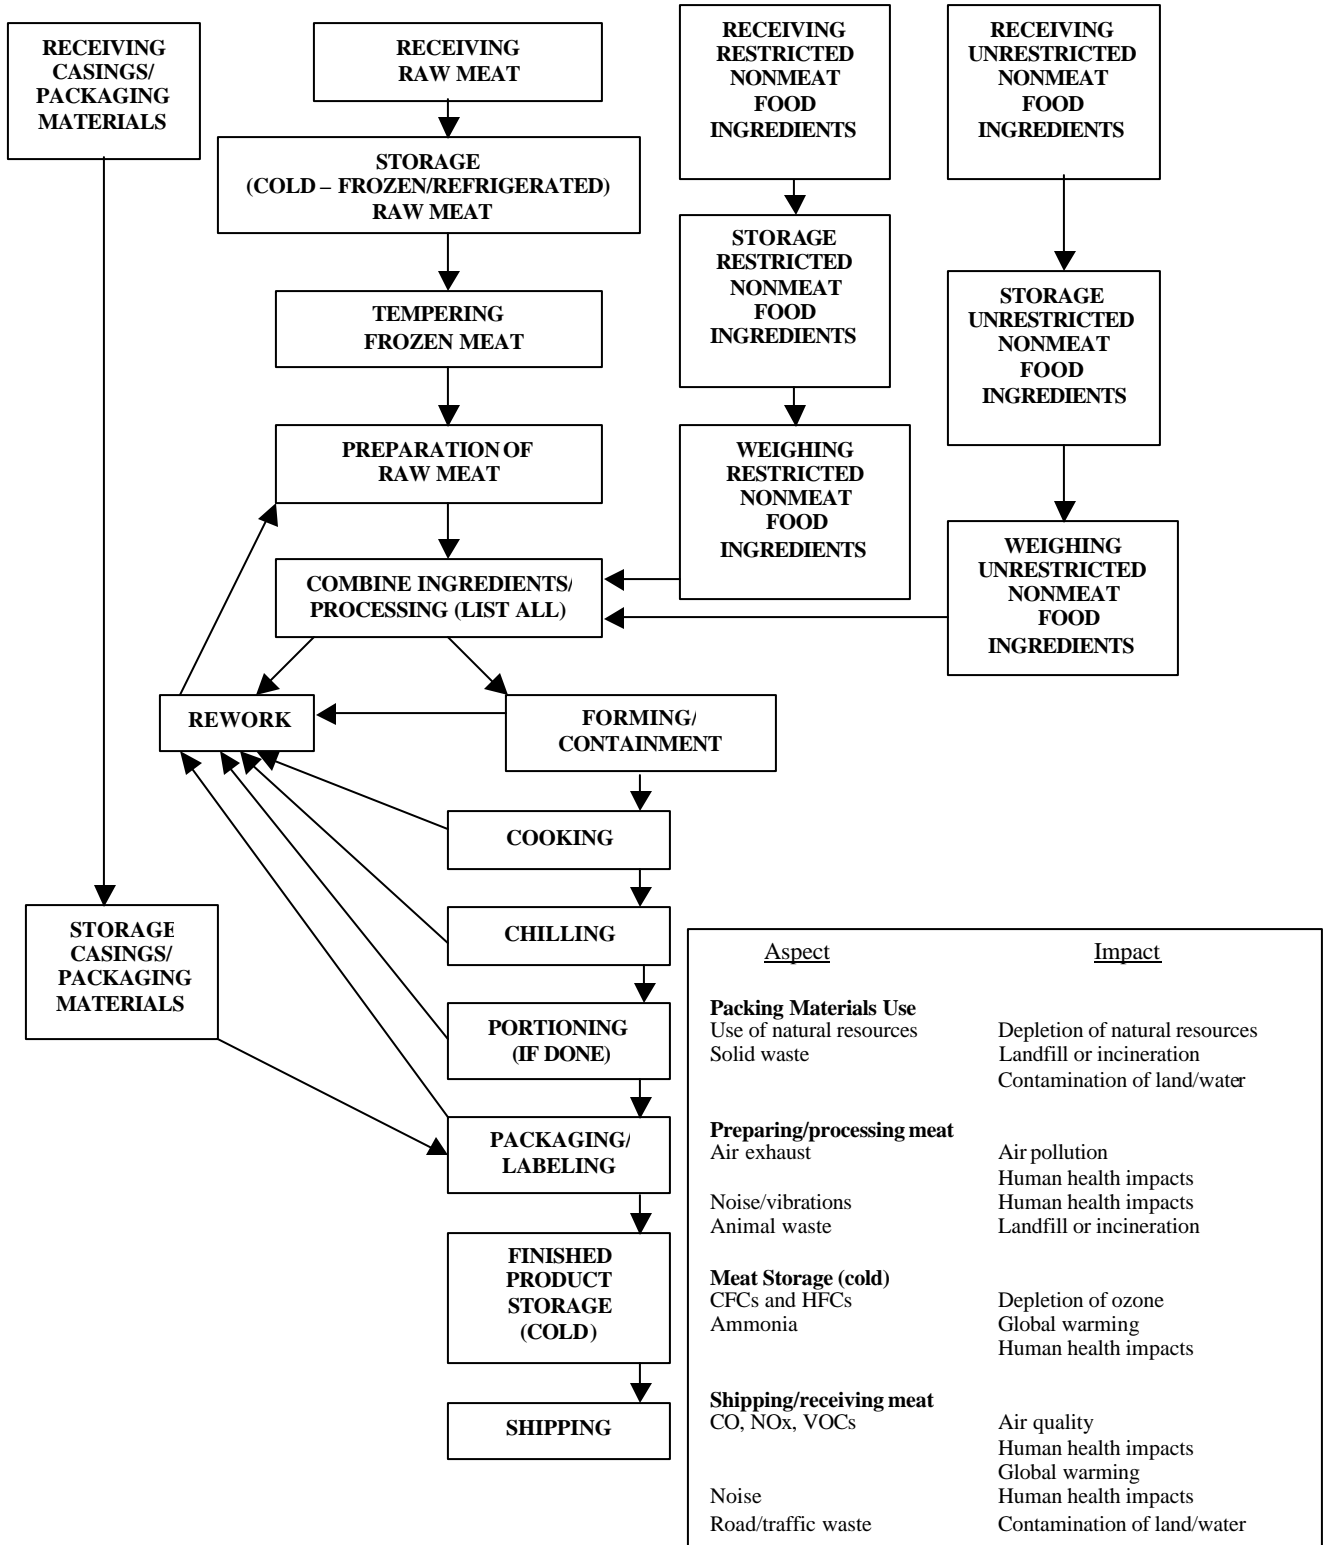 RECEIVING
CASINGS/
PACKAGING
MATERIALS
RECEIVING
RAW MEAT
RECEIVING
RESTRICTED
NONMEAT
FOOD
INGREDIENTS
RECEIVING
UNRESTRICTED
NONMEAT
FOOD
INGREDIENTS
STORAGE
(COLD – FROZEN/REFRIGERATED)
RAW MEAT
STORAGE
RESTRICTED
NONMEAT
FOOD
INGREDIENTS
STORAGE
UNRESTRICTED
NONMEAT
FOOD
INGREDIENTS
TEMPERING
FROZEN MEAT
PREPARATION OF
RAW MEAT
WEIGHING
RESTRICTED
NONMEAT
FOOD
INGREDIENTS
WEIGHING
UNRESTRICTED
NONMEAT
FOOD
INGREDIENTS
COMBINE INGREDIENTS/
PROCESSING (LIST ALL)
REWORK
FORMING/
CONTAINMENT
COOKING
CHILLING
STORAGE
CASINGS/
PACKAGING
MATERIALS
PORTIONING
(IF DONE)
PACKAGING/
LABELING
FINISHED
PRODUCT
STORAGE
(COLD)
SHIPPING
Aspect Impact
Packing Materials Use
Use of natural resources Depletion of natural resources
Solid waste Landfill or incineration
Contamination of land/water
Preparing/processing meat
Air exhaust Air pollution
Human health impacts
Noise/vibrations Human health impacts
Animal waste Landfill or incineration
Meat Storage (cold)
CFCs and HFCs Depletion of ozone
Ammonia Global warming
Human health impacts
Shipping/receiving meat
CO, NOx, VOCs Air quality
Human health impacts
Global warming
Noise Human health impacts
Road/traffic waste Contamination of land/water